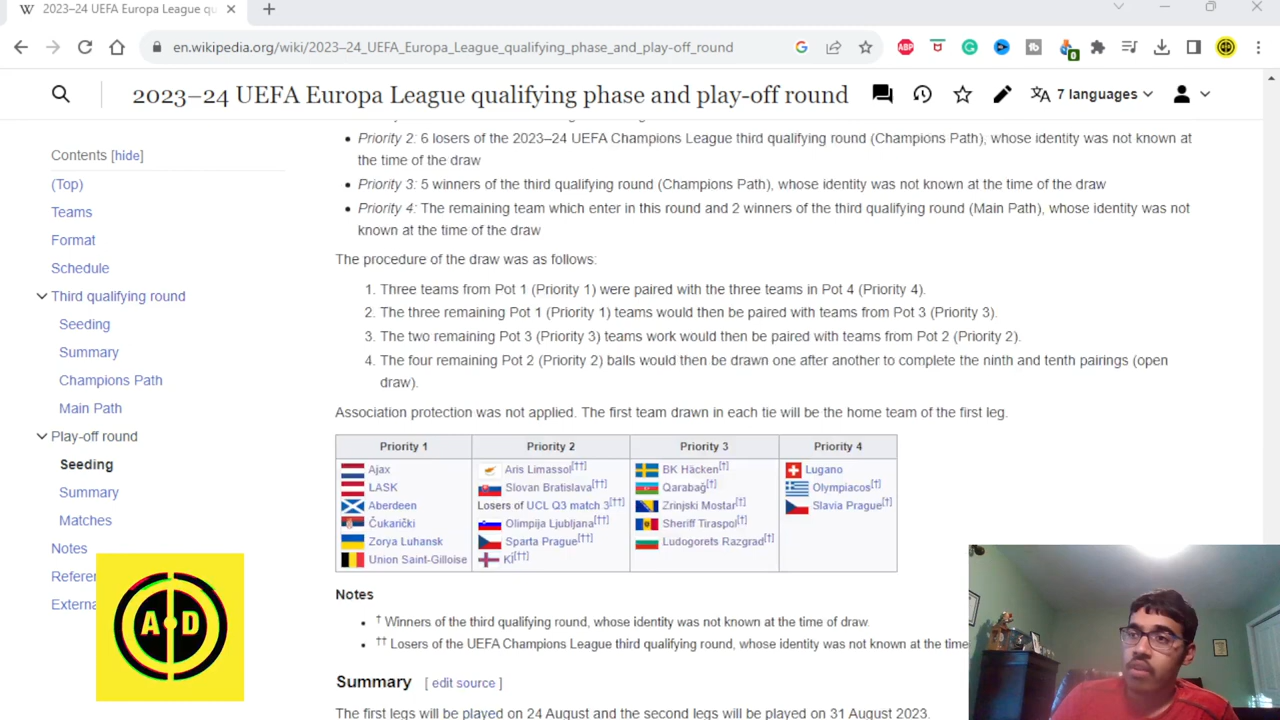 2023–24 UEFA Europa League qu
en.wikipedia.org/wiki/2023–24_UEFA_Europa_League_qualifying_phase_and_play-off_round
ABP
0
2023–24 UEFA Europa League qualifying phase and play-off round
7 languages
Contents [hide]
(Top)
Teams
Format
Schedule
Third qualifying round
Seeding
Summary
Champions Path
Main Path
Play-off round
Seeding
Summary
Matches
Notes
Referen
Externa
A D
Priority 2: 6 losers of the 2023–24 UEFA Champions League third qualifying round (Champions Path), whose identity was not known at
the time of the draw
Priority 3: 5 winners of the third qualifying round (Champions Path), whose identity was not known at the time of the draw
Priority 4: The remaining team which enter in this round and 2 winners of the third qualifying round (Main Path), whose identity was not
known at the time of the draw
The procedure of the draw was as follows:
1. Three teams from Pot 1 (Priority 1) were paired with the three teams in Pot 4 (Priority 4).
2. The three remaining Pot 1 (Priority 1) teams would then be paired with teams from Pot 3 (Priority 3).
3. The two remaining Pot 3 (Priority 3) teams work would then be paired with teams from Pot 2 (Priority 2).
4. The four remaining Pot 2 (Priority 2) balls would then be drawn one after another to complete the ninth and tenth pairings (open
draw).
Association protection was not applied. The first team drawn in each tie will be the home team of the first leg.
Priority 1 Priority 2 Priority 3 Priority 4
Ajax Aris Limassol[††] BK Häcken[†] Lugano
LASK Slovan Bratislava[††] Qarabağ[†] Olympiacos[†]
Aberdeen Losers of UCL Q3 match 3[††] Zrinjski Mostar[†] Slavia Prague[†]
Čukarički Olimpija Ljubljana[††] Sheriff Tiraspol[†]
Zorya Luhansk Sparta Prague[††] Ludogorets Razgrad[†]
Union Saint-Gilloise KÍ[††]
Notes
† Winners of the third qualifying round, whose identity was not known at the time of draw.
†† Losers of the UEFA Champions League third qualifying round, whose identity was not known at the time
Summary [ edit source ]
The first legs will be played on 24 August and the second legs will be played on 31 August 2023.